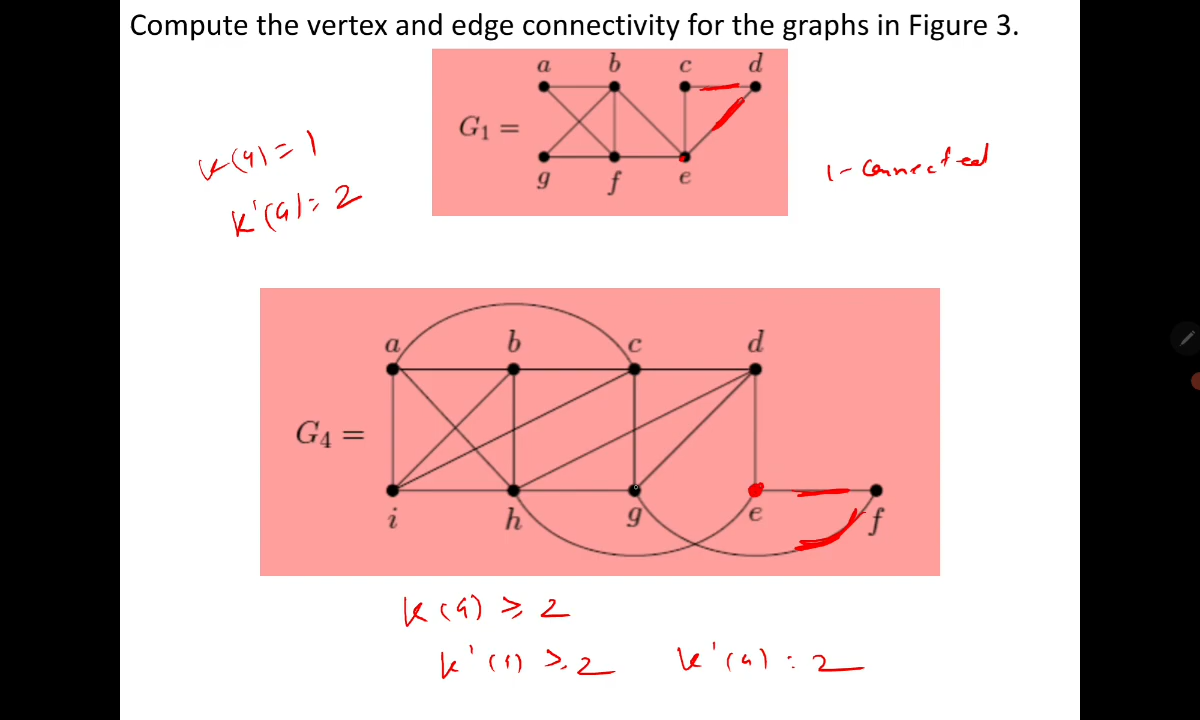 Compute the vertex and edge connectivity for the graphs in Figure 3.
a b c d
G₁ =
g f e
K(G) = 1
K'(G) = 2
1-connected
a b c d
G₄ =
i h g e f
K(G) ≥ 2
K'(G) ≥ 2 K'(G) = 2